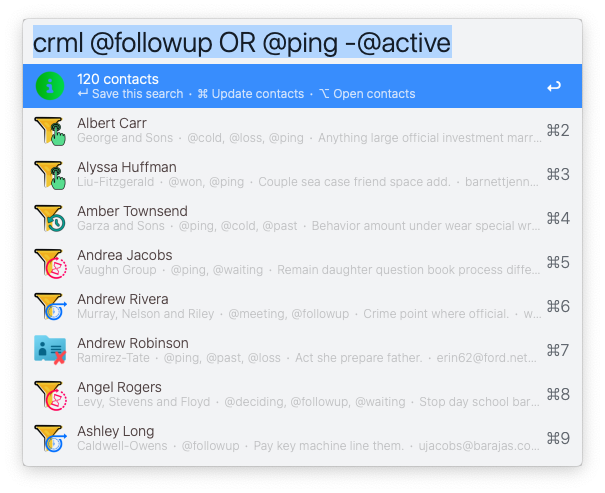 crml @followup OR @ping -@active
120 contacts
↩ Save this search · ⌘ Update contacts · ⌥ Open contacts
↩
Albert Carr
George and Sons · @cold, @loss, @ping · Anything large official investment marr…
⌘2
Alyssa Huffman
Liu-Fitzgerald · @won, @ping · Couple sea case friend space add. · barnettjenn…
⌘3
Amber Townsend
Garza and Sons · @ping, @cold, @past · Behavior amount under wear special wr…
⌘4
Andrea Jacobs
Vaughn Group · @ping, @waiting · Remain daughter question book process diffe…
⌘5
Andrew Rivera
Murray, Nelson and Riley · @meeting, @followup · Crime point where official. · w…
⌘6
Andrew Robinson
Ramirez-Tate · @ping, @past, @loss · Act she prepare father. · erin62@ford.net…
⌘7
Angel Rogers
Levy, Stevens and Floyd · @deciding, @followup, @waiting · Stop day school bar…
⌘8
Ashley Long
Caldwell-Owens · @followup · Pay key machine line them. · ujacobs@barajas.co…
⌘9